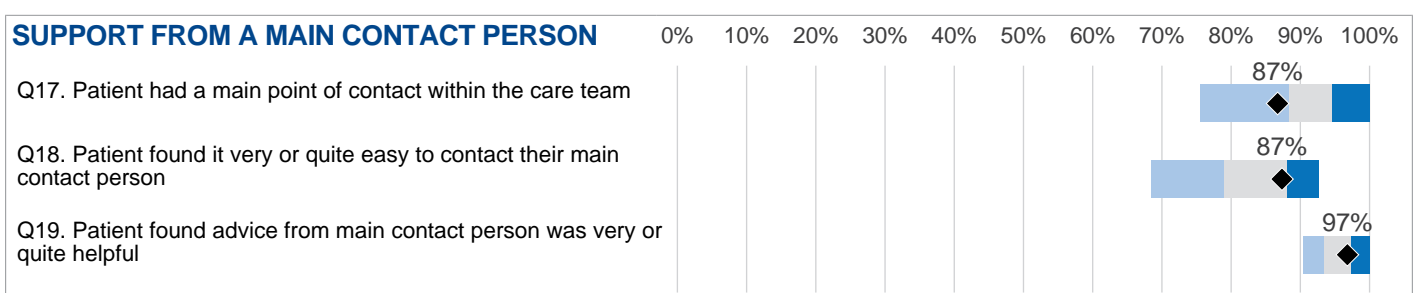 SUPPORT FROM A MAIN CONTACT PERSON 0% 10% 20% 30% 40% 50% 60% 70% 80% 90% 100%
87%
Q17. Patient had a main point of contact within the care team
87%
Q18. Patient found it very or quite easy to contact their main
contact person
97%
Q19. Patient found advice from main contact person was very or
quite helpful